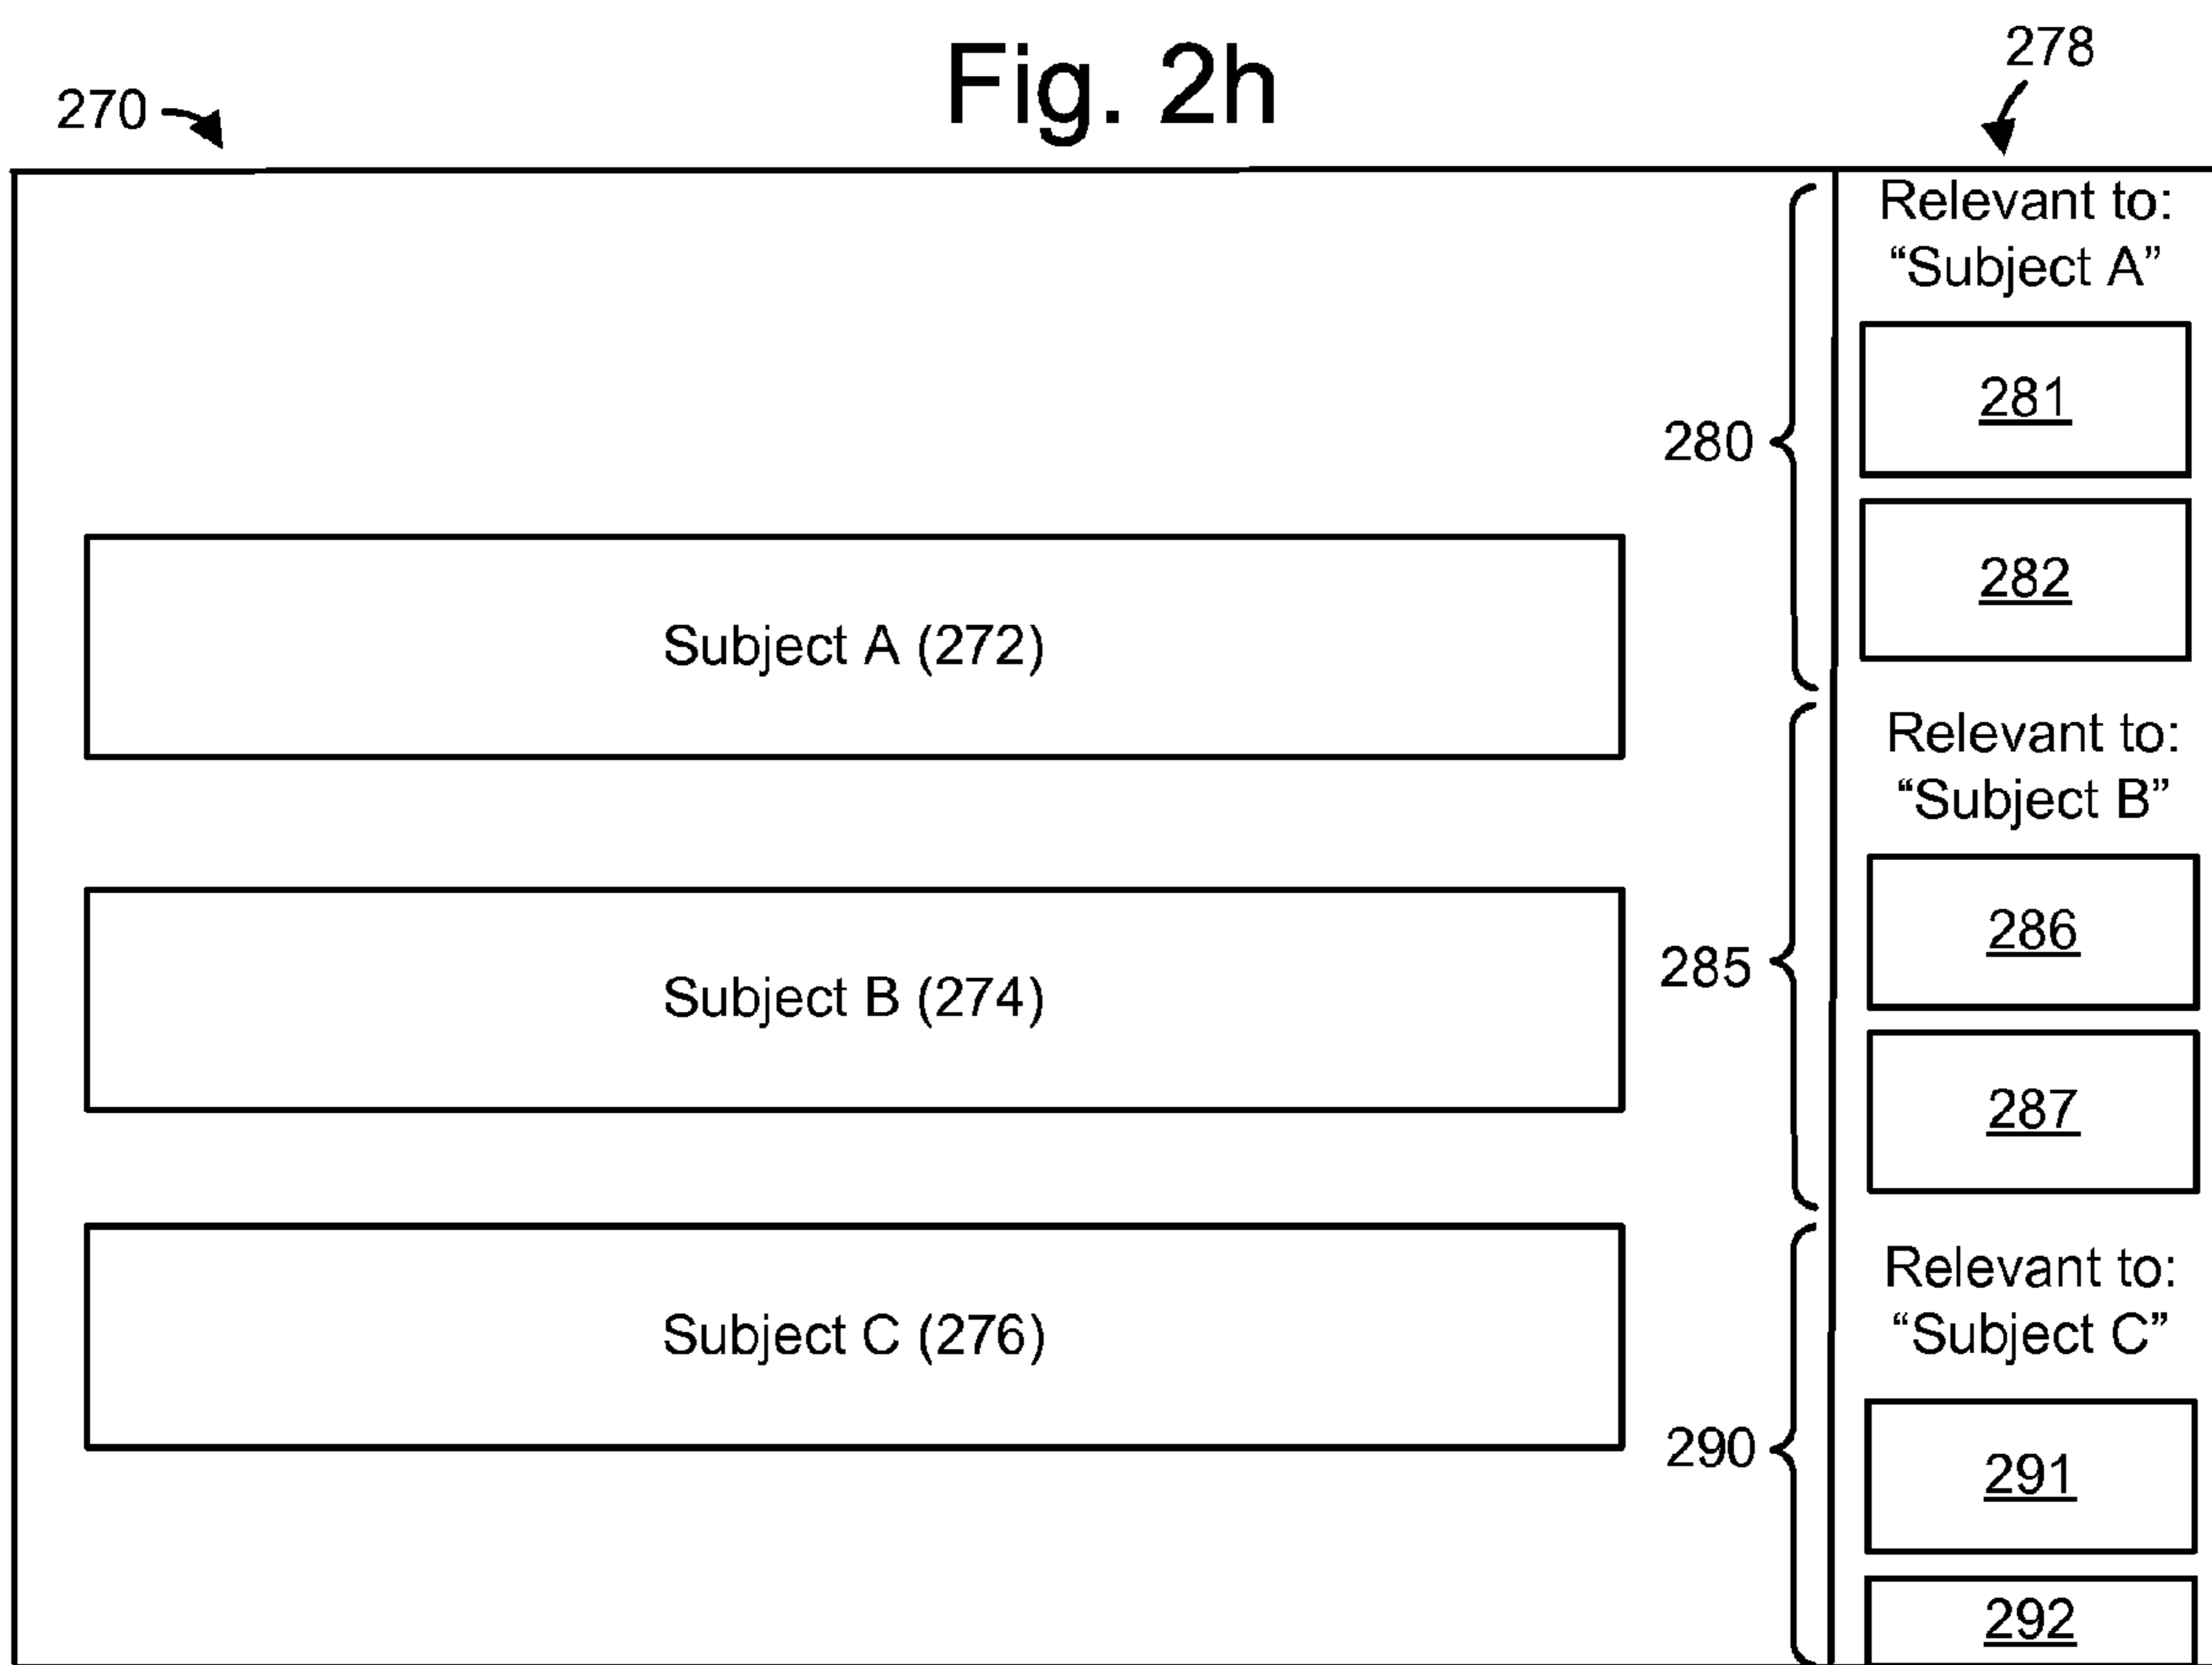 Fig. 2h
270
278
Relevant to:
“Subject A”
281
280
282
Subject A (272)
Relevant to:
“Subject B”
286
285
Subject B (274)
287
Relevant to:
“Subject C”
Subject C (276)
290
291
292